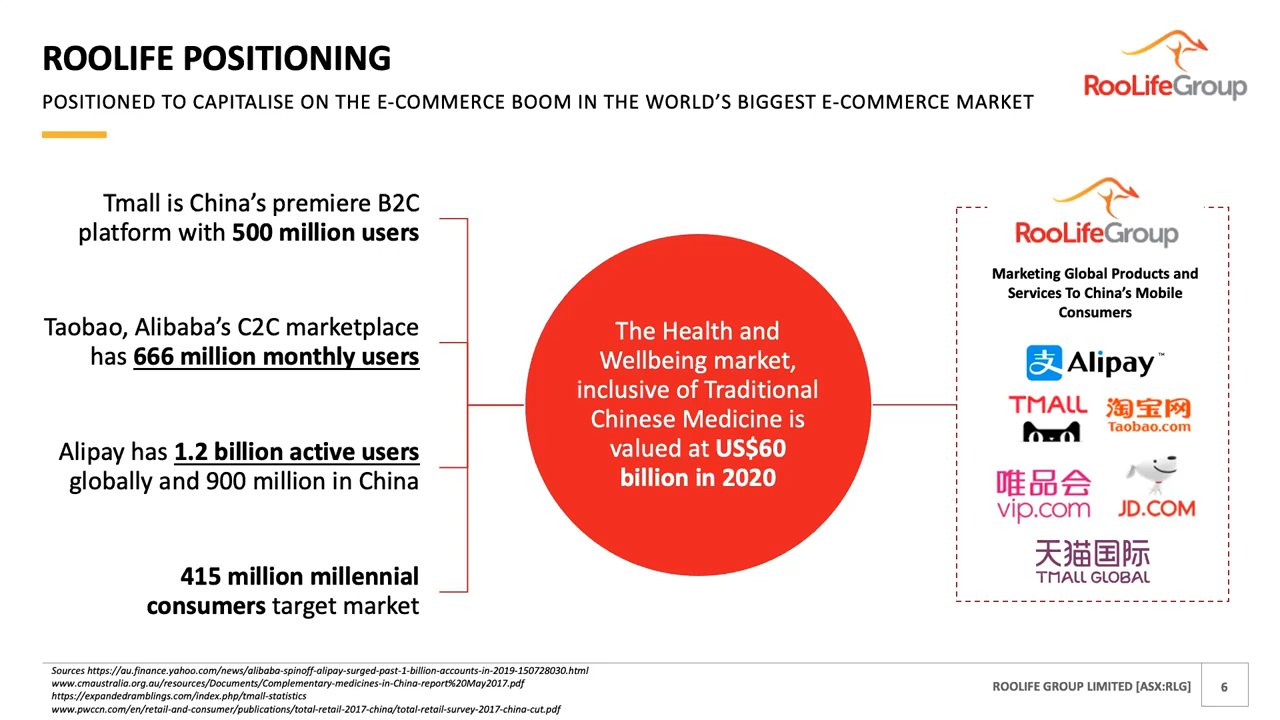 ROOLIFE POSITIONING
POSITIONED TO CAPITALISE ON THE E-COMMERCE BOOM IN THE WORLD'S BIGGEST E-COMMERCE MARKET
RooLifeGroup
Tmall is China's premiere B2C
platform with 500 million users
Taobao, Alibaba's C2C marketplace
has 666 million monthly users
Alipay has 1.2 billion active users
globally and 900 million in China
415 million millennial
consumers target market
The Health and
Wellbeing market,
inclusive of Traditional
Chinese Medicine is
valued at US$60
billion in 2020
RooLifeGroup
Marketing Global Products and
Services To China's Mobile
Consumers
支 Alipay™
TMALL
淘宝网
Taobao.com
唯品会
vip.com
JD.COM
天猫国际
TMALL GLOBAL
Sources https://au.finance.yahoo.com/news/alibaba-spinoff-alipay-surged-past-1-billion-accounts-in-2019-150728030.html
www.cmaustralia.org.au/resources/Documents/Complementary-medicines-in-China-report%20May2017.pdf
https://expandedramblings.com/index.php/tmall-statistics
www.pwccn.com/en/retail-and-consumer/publications/total-retail-2017-china/total-retail-survey-2017-china-cut.pdf
ROOLIFE GROUP LIMITED [ASX:RLG]
6